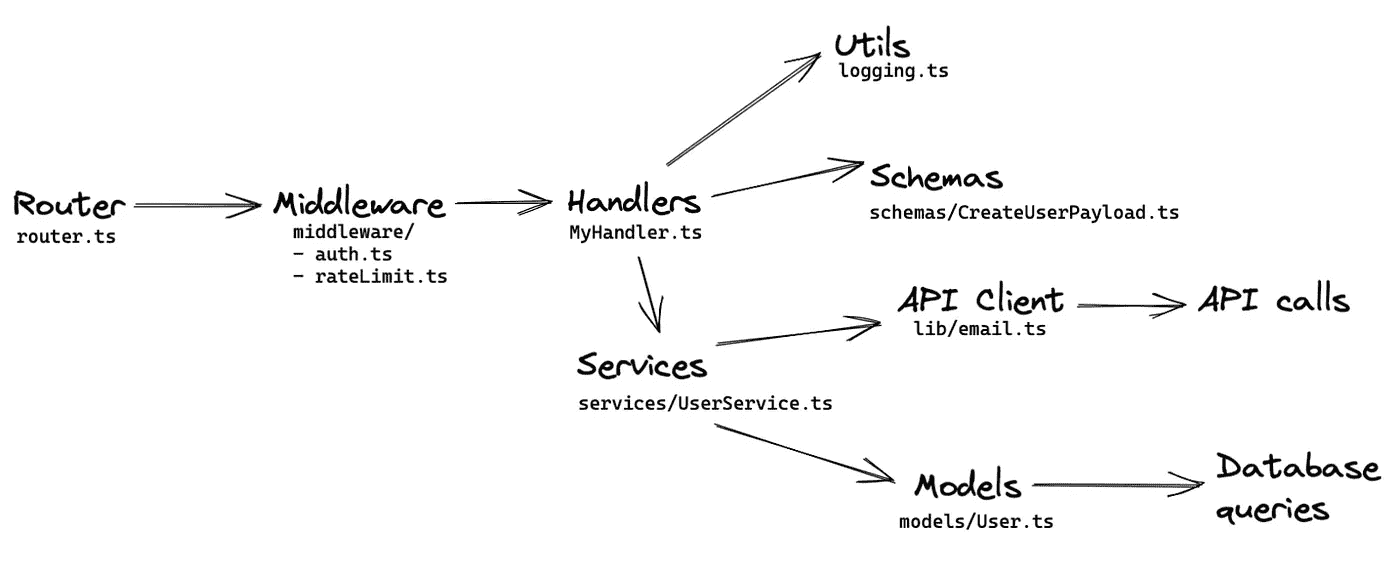 Router
router.ts
Middleware
middleware/
- auth.ts
- rateLimit.ts
Handlers
MyHandler.ts
Utils
logging.ts
Schemas
schemas/CreateUserPayload.ts
Services
services/UserService.ts
API Client
lib/email.ts
API calls
Models
models/User.ts
Database
queries